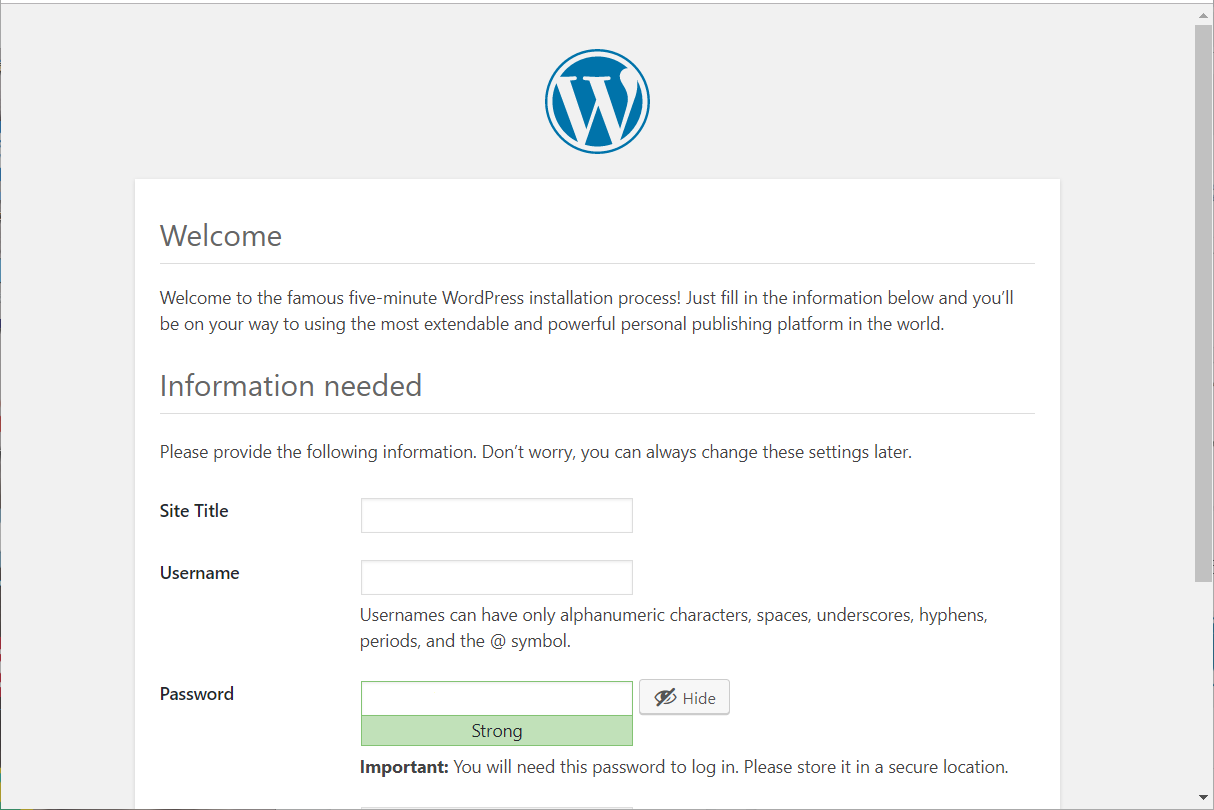 Welcome
Welcome to the famous five-minute WordPress installation process! Just fill in the information below and you’ll
be on your way to using the most extendable and powerful personal publishing platform in the world.
Information needed
Please provide the following information. Don’t worry, you can always change these settings later.
Site Title
Username
Usernames can have only alphanumeric characters, spaces, underscores, hyphens,
periods, and the @ symbol.
Password
Hide
Strong
Important: You will need this password to log in. Please store it in a secure location.